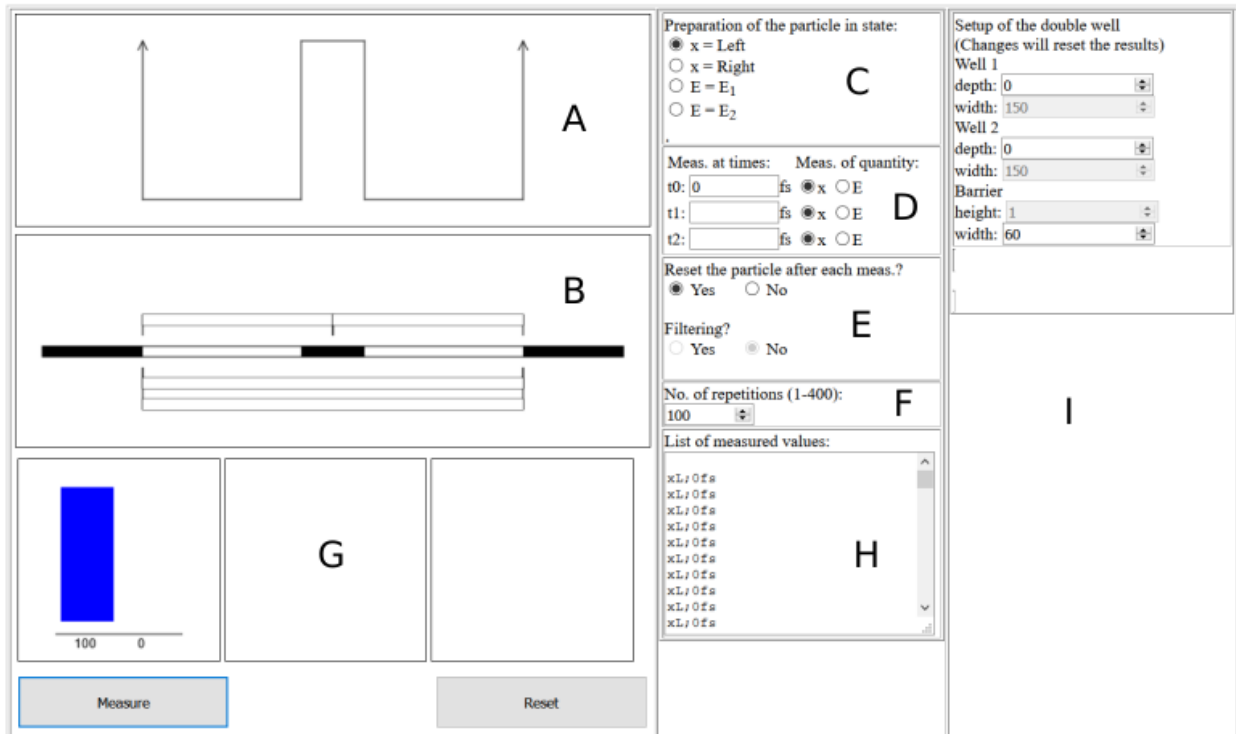 A
B
100 0
G
Measure
Reset
Preparation of the particle in state:
x = Left
x = Right
E = E₁
E = E₂
.
C
Meas. at times: Meas. of quantity:
t0: 0 fs x E
t1: fs x E
t2: fs x E
D
Reset the particle after each meas.?
Yes No
Filtering?
Yes No
E
No. of repetitions (1-400):
100
F
List of measured values:
xL;0fs
xL;0fs
xL;0fs
xL;0fs
xL;0fs
xL;0fs
xL;0fs
xL;0fs
xL;0fs
xL;0fs
H
Setup of the double well
(Changes will reset the results)
Well 1
depth: 0
width: 150
Well 2
depth: 0
width: 150
Barrier
height: 1
width: 60
I